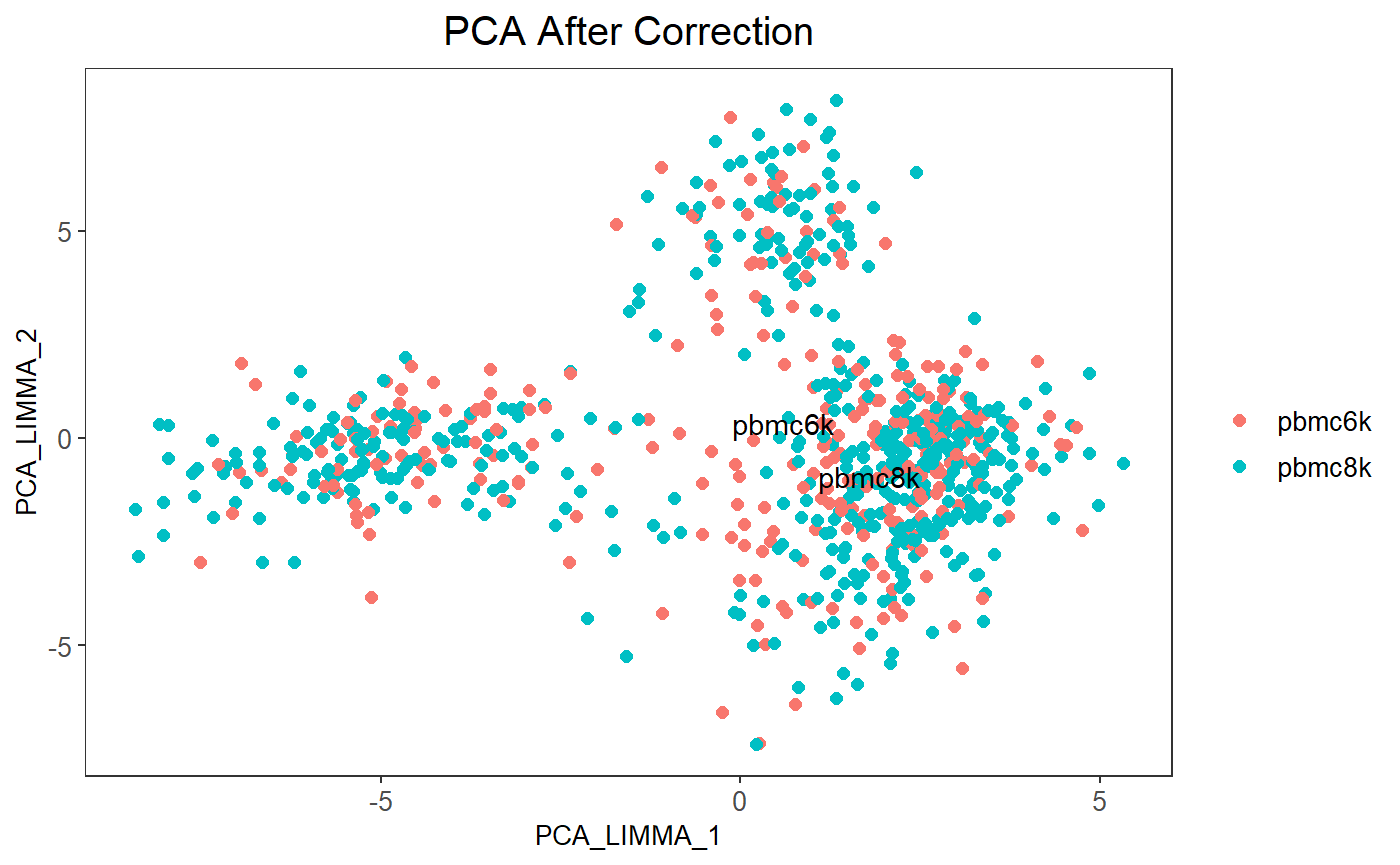 PCA After Correction
PCA_LIMMA_2
5
0
-5
pbmc6k
pbmc8k
-5
0
5
PCA_LIMMA_1
pbmc6k
pbmc8k